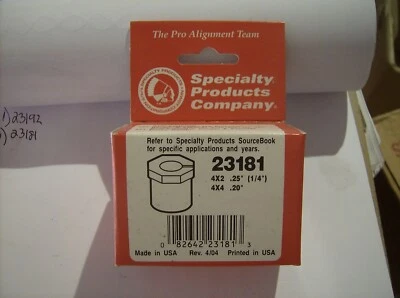 The Pro Alignment Team
Specialty
Products
Company
Refer to Specialty Products SourceBook
for specific applications and years.
23181
4X2 .25" (1/4")
4X4 .20"
0 82642 23181 3
Made in USA Rev. 4/04 Printed in USA
1) 23192
23181